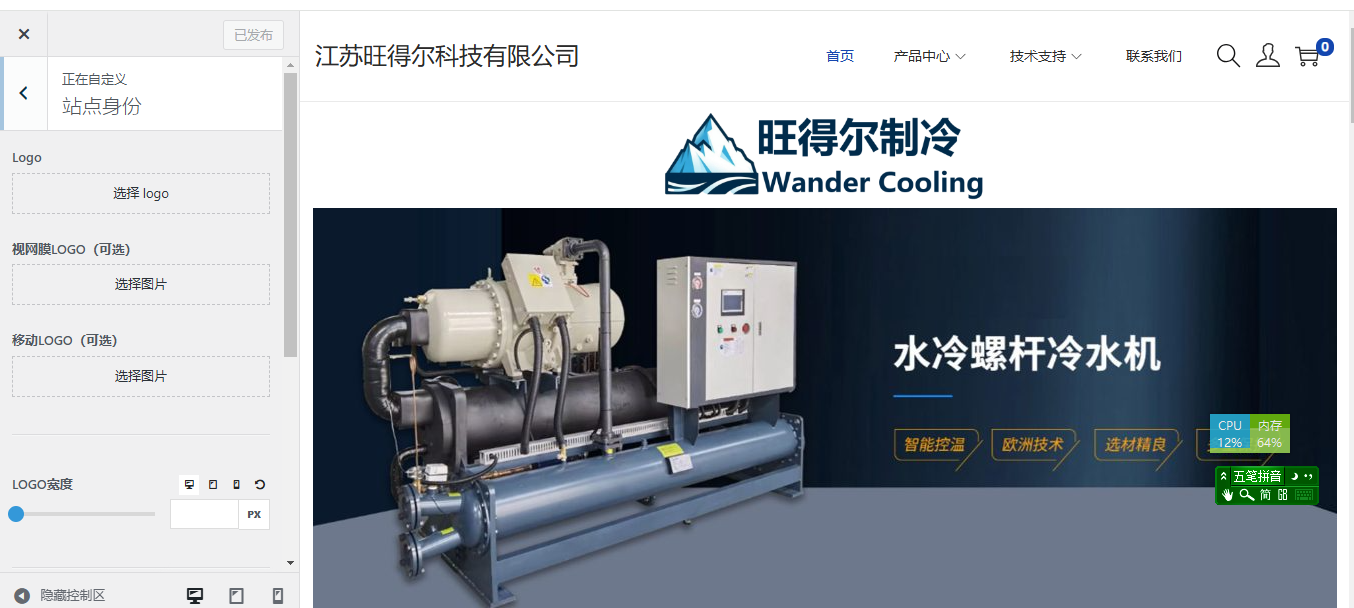 已发布
正在自定义
站点身份
Logo
选择 logo
视网膜LOGO（可选）
选择图片
移动LOGO（可选）
选择图片
LOGO宽度
PX
隐藏控制区
江苏旺得尔科技有限公司
首页 产品中心 技术支持 联系我们 0
旺得尔制冷
Wander Cooling
水冷螺杆冷水机
智能控温 欧洲技术 选材精良
CPU 内存
12% 64%
五笔拼音
简